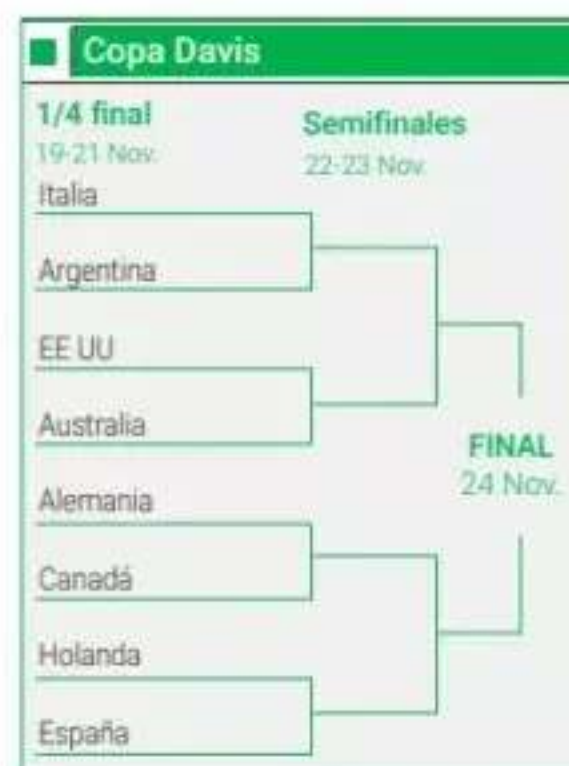 Copa Davis
1/4 final
19-21 Nov.
Semifinales
22-23 Nov.
Italia
Argentina
EE UU
Australia
FINAL
24 Nov.
Alemania
Canadá
Holanda
España